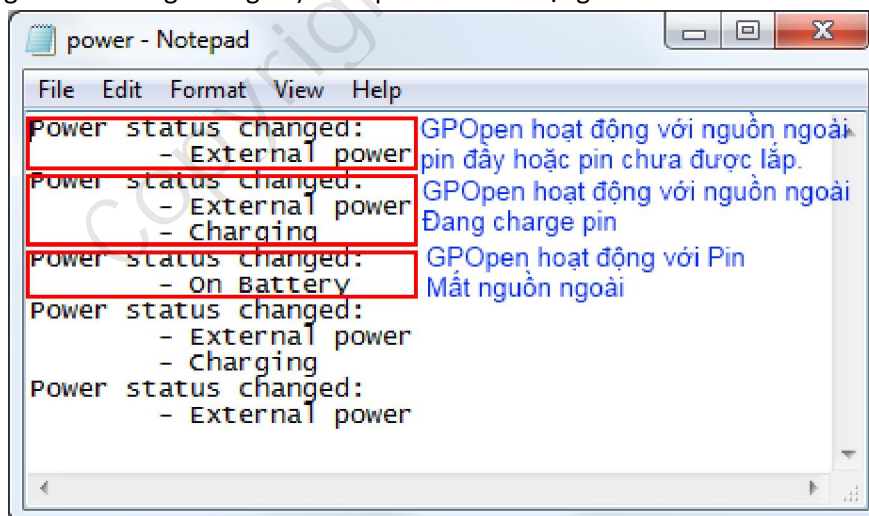 power - Notepad
File Edit Format View Help
Power status changed:
- External power
GPOpen hoạt động với nguồn ngoài
pin đầy hoặc pin chưa được lắp.
Power status changed:
- External power
- Charging
GPOpen hoạt động với nguồn ngoài
Đang charge pin
Power status changed:
- On Battery
GPOpen hoạt động với Pin
Mất nguồn ngoài
Power status changed:
- External power
- Charging
Power status changed:
- External power
Copyright